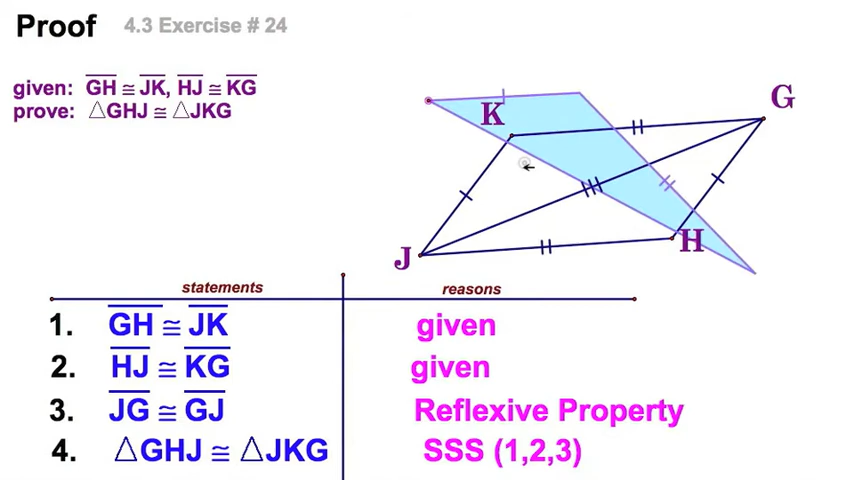 Proof 4.3 Exercise # 24
given: GH ≅ JK, HJ ≅ KG
prove: △GHJ ≅ △JKG
G
K
H
J
statements reasons
1. GH ≅ JK given
2. HJ ≅ KG given
3. JG ≅ GJ Reflexive Property
4. △GHJ ≅ △JKG SSS (1,2,3)